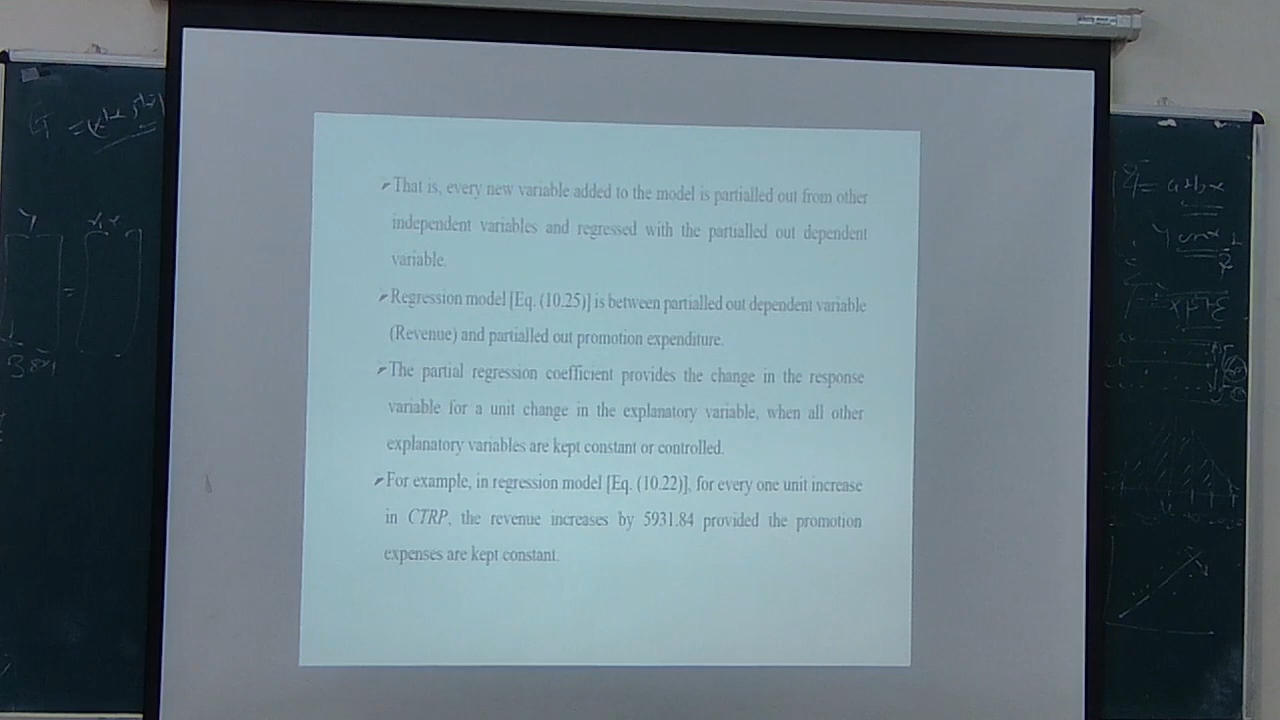 ➢That is, every new variable added to the model is partialled out from other
independent variables and regressed with the partialled out dependent
variable.
➢Regression model [Eq. (10.25)] is between partialled out dependent variable
(Revenue) and partialled out promotion expenditure.
➢The partial regression coefficient provides the change in the response
variable for a unit change in the explanatory variable, when all other
explanatory variables are kept constant or controlled.
➢For example, in regression model [Eq. (10.22)], for every one unit increase
in CTRP, the revenue increases by 5931.84 provided the promotion
expenses are kept constant.